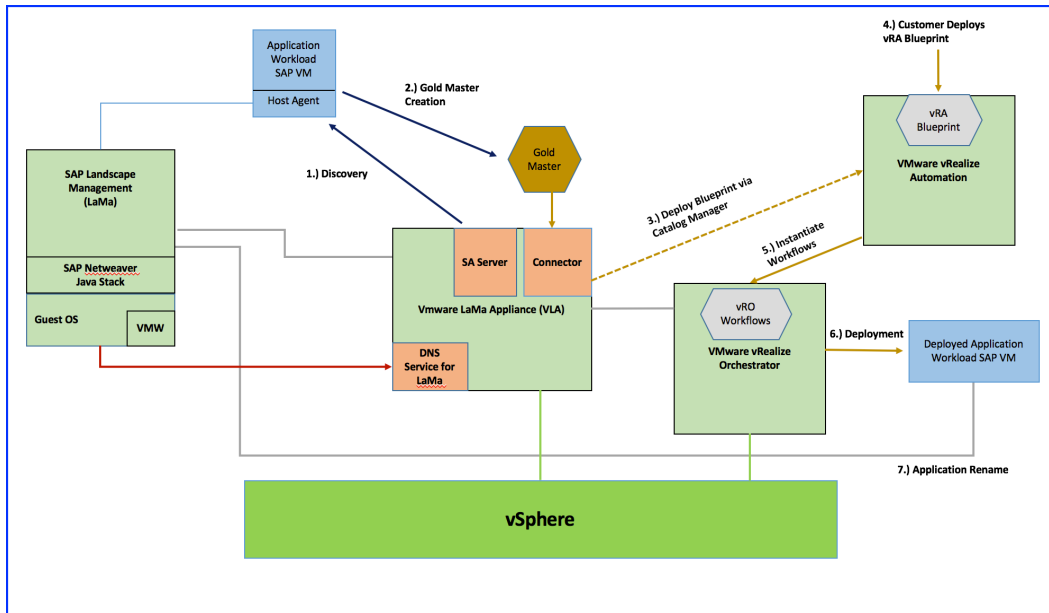 4.) Customer Deploys
vRA Blueprint
Application
Workload
SAP VM
Host Agent
2.) Gold Master
Creation
vRA
Blueprint
VMware vRealize
Automation
Gold
Master
SAP Landscape
Management
(LaMa)
1.) Discovery
3.) Deploy Blueprint via
Catalog Manager
5.) Instantiate
Workflows
SA Server
Connector
SAP Netweaver
Java Stack
Guest OS
VMW
Vmware LaMa Appliance (VLA)
vRO
Workflows
6.) Deployment
VMware vRealize
Orchestrator
Deployed Application
Workload SAP VM
DNS
Service for
LaMa
7.) Application Rename
vSphere